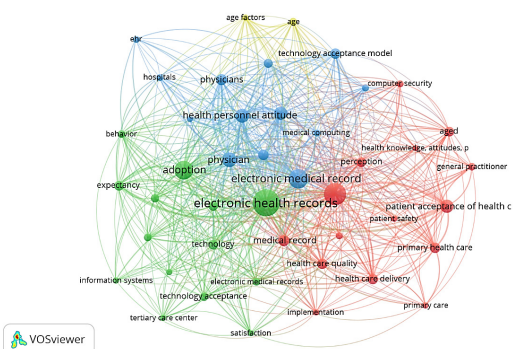 age factors
age
ehr
technology acceptance model
hospitals
physicians
computer security
health personnel attitude
medical computing
behavior
aged
health knowledge, attitudes, p
physician
perception
general practitioner
adoption
electronic medical record
expectancy
electronic health records
patient acceptance of health c
patient safety
technology
medical record
primary health care
health care quality
information systems
electronic medical records
health care delivery
technology acceptance
primary care
implementation
tertiary care center
satisfaction
VOSviewer